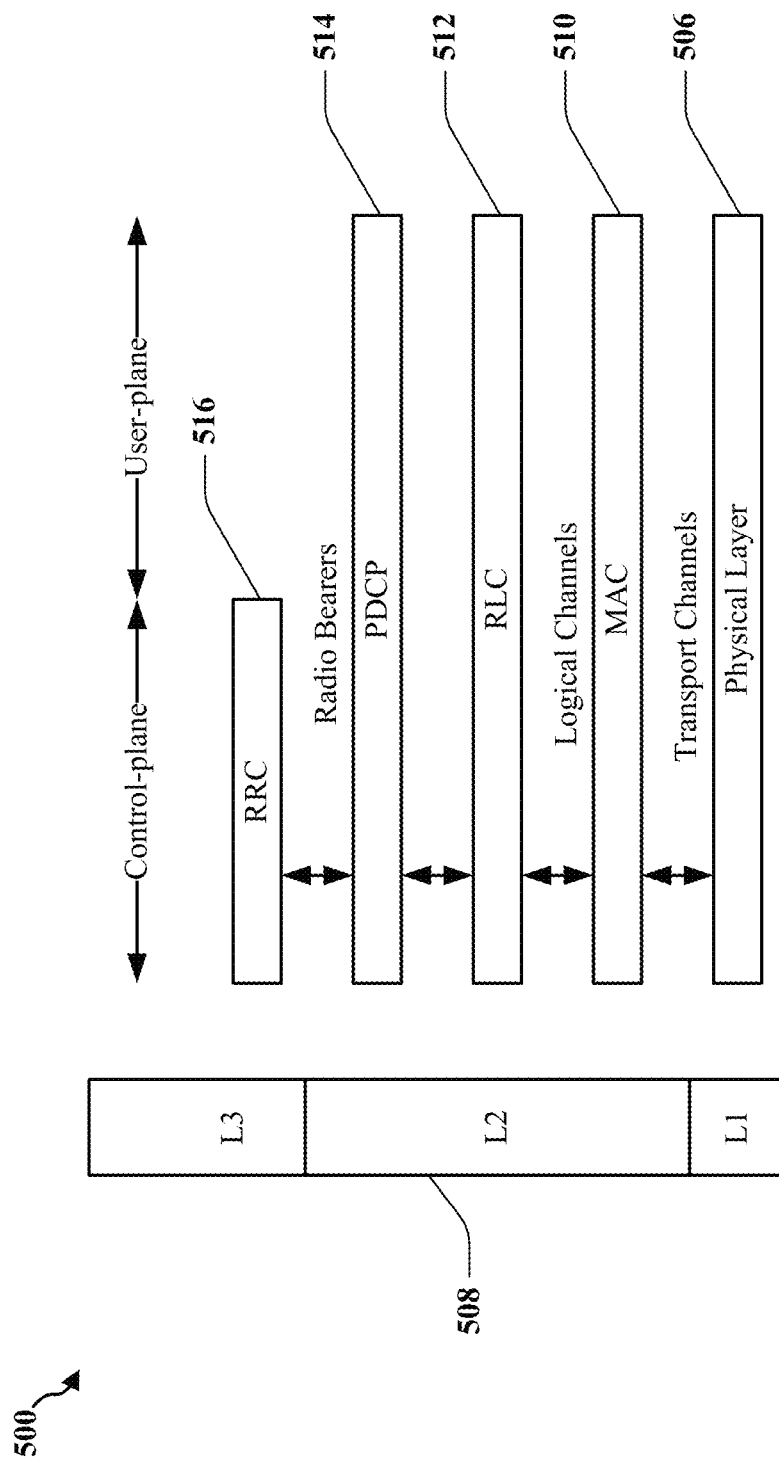 500
Control-plane
User-plane
516
L3
RRC
Radio Bearers
514
PDCP
508
L2
512
RLC
Logical Channels
510
MAC
Transport Channels
506
L1
Physical Layer